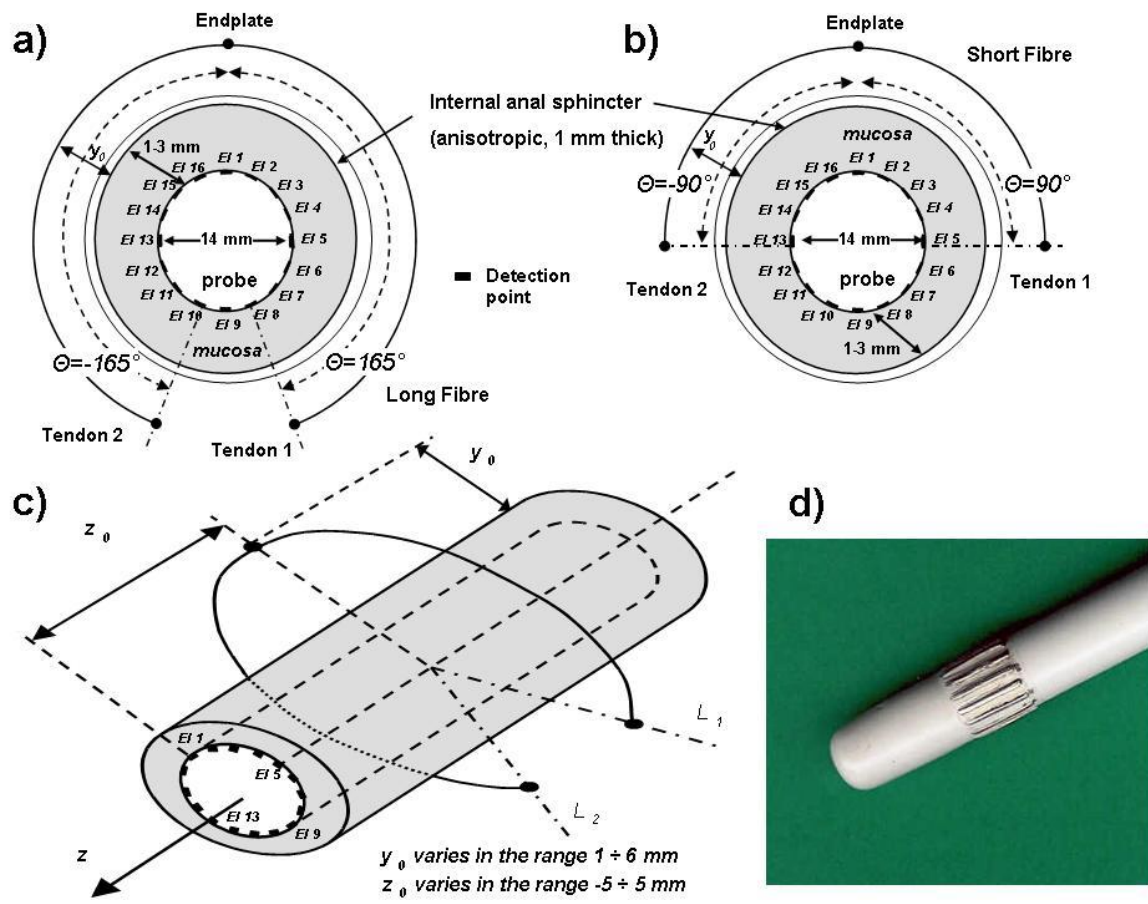 a)
Endplate
y0
1-3 mm
El 1
El 2
El 3
El 4
El 5
El 6
El 7
El 8
El 9
El 10
El 11
El 12
El 13
El 14
El 15
El 16
14 mm
probe
mucosa
Θ=-165°
Θ=165°
Tendon 2
Tendon 1
Long Fibre
Internal anal sphincter
(anisotropic, 1 mm thick)
Detection
point
b)
Endplate
Short Fibre
mucosa
y0
Θ=-90°
Θ=90°
El 1
El 2
El 3
El 4
El 5
El 6
El 7
El 8
El 9
El 10
El 11
El 12
El 13
El 14
El 15
El 16
14 mm
probe
Tendon 2
Tendon 1
1-3 mm
c)
y 0
z 0
El 1
El 5
El 13
El 9
L 1
L 2
z
y 0 varies in the range 1 ÷ 6 mm
z 0 varies in the range -5 ÷ 5 mm
d)